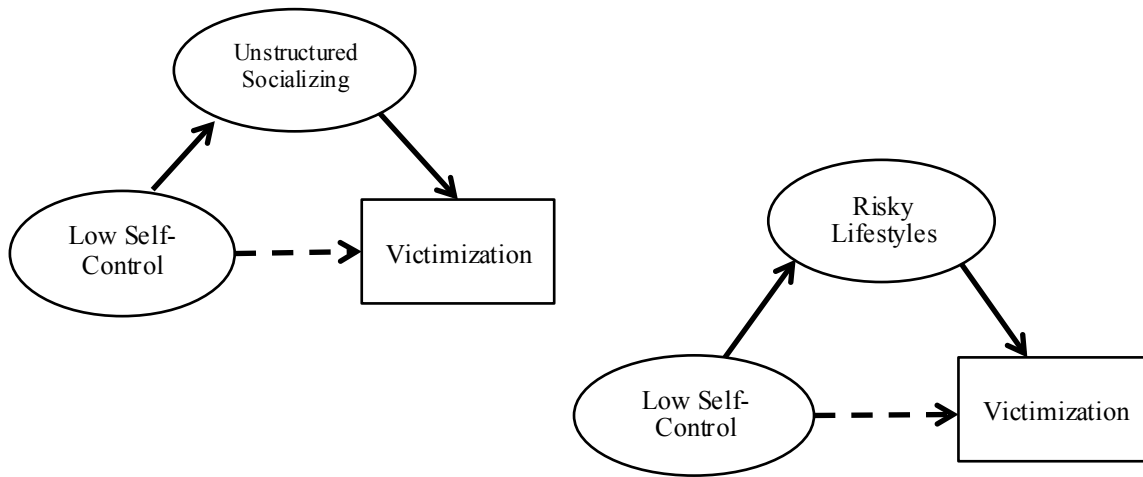 Unstructured
Socializing
Low Self-
Control
Victimization
Risky
Lifestyles
Low Self-
Control
Victimization